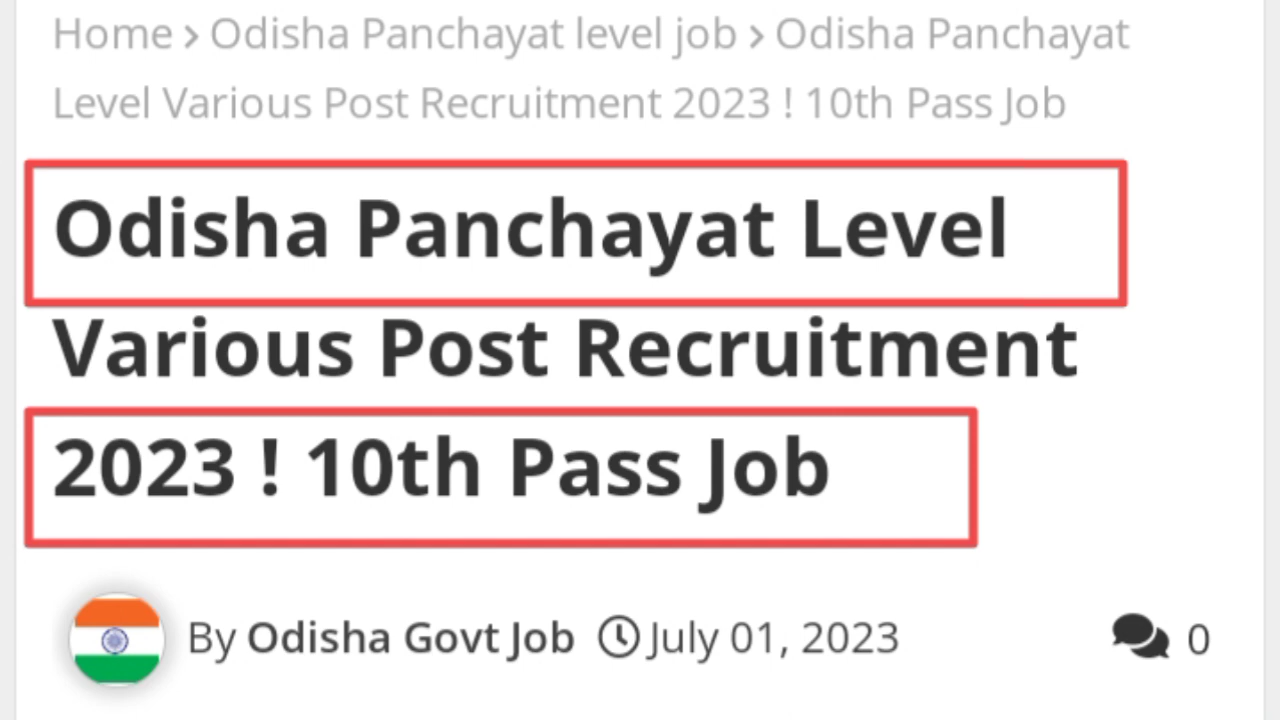 Home > Odisha Panchayat level job > Odisha Panchayat
Level Various Post Recruitment 2023 ! 10th Pass Job
Odisha Panchayat Level
Various Post Recruitment
2023 ! 10th Pass Job
By Odisha Govt Job July 01, 2023 0